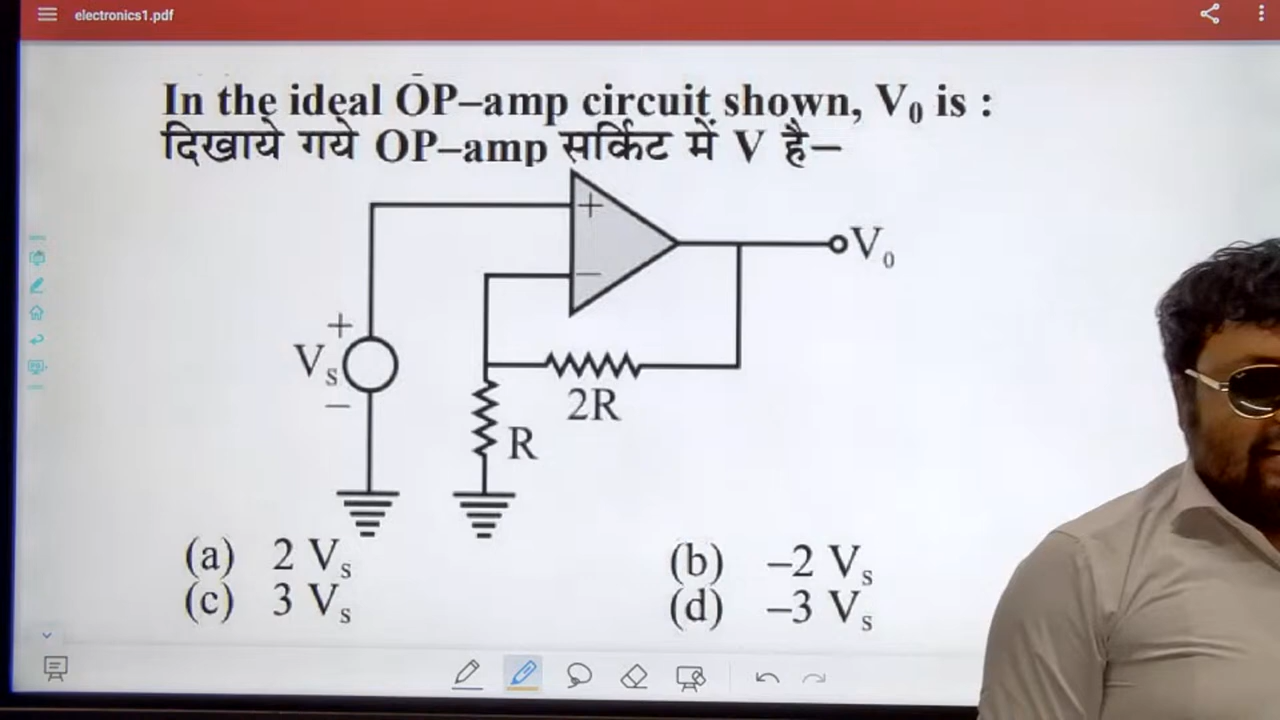 electronics1.pdf
In the ideal OP–amp circuit shown, V₀ is :
दिखाये गये OP–amp सर्किट में V है–
+
−
V₀
+
Vₛ
−
2R
R
(a) 2 Vₛ
(b) –2 Vₛ
(c) 3 Vₛ
(d) –3 Vₛ